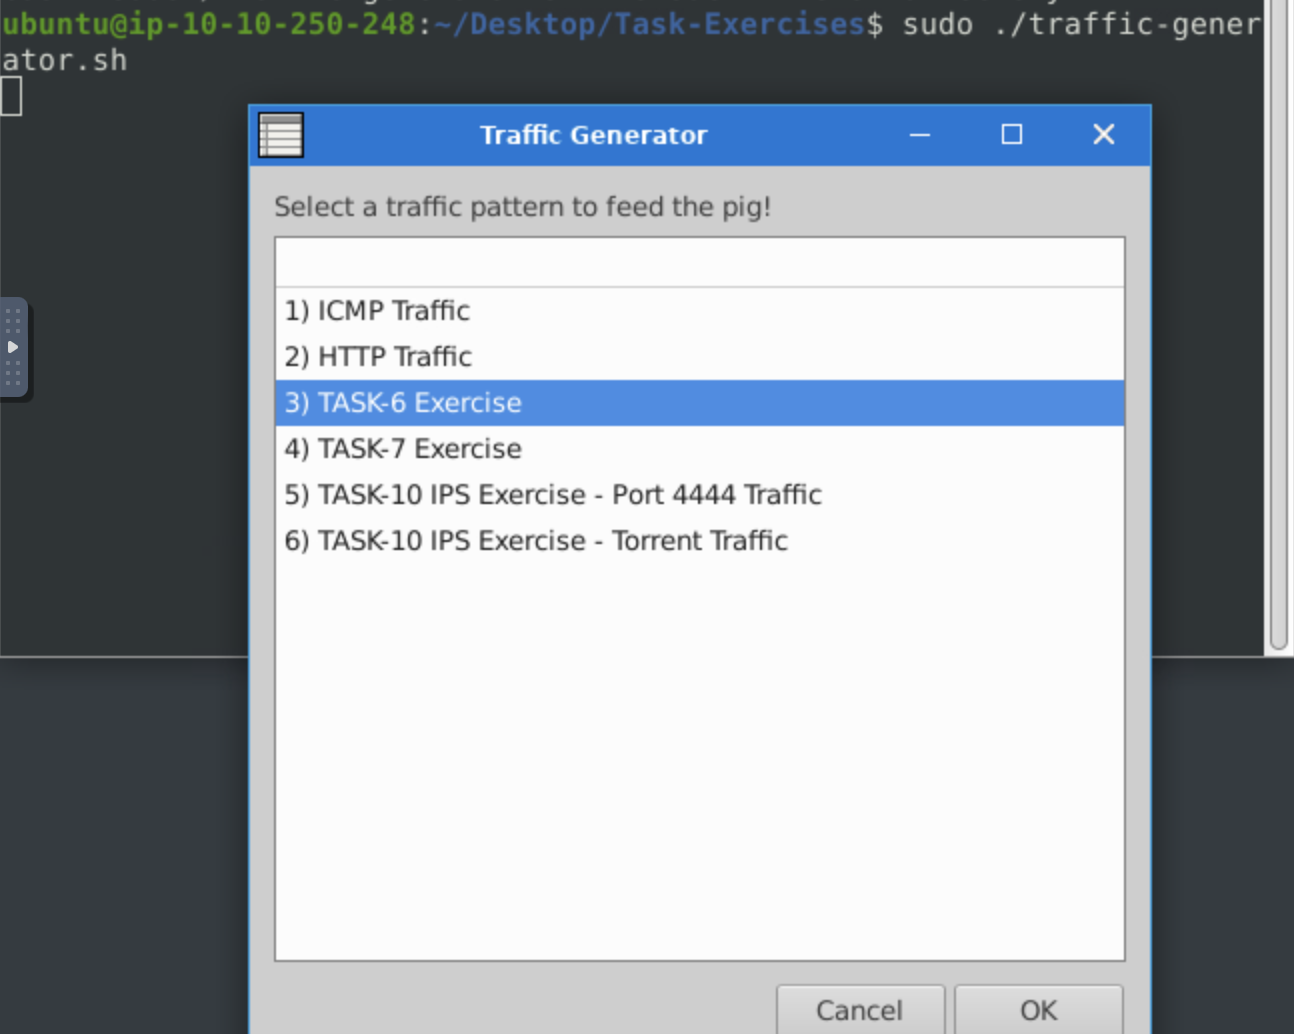 ubuntu@ip-10-10-250-248:~/Desktop/Task-Exercises$ sudo ./traffic-gener
ator.sh
Traffic Generator
Select a traffic pattern to feed the pig!
1) ICMP Traffic
2) HTTP Traffic
3) TASK-6 Exercise
4) TASK-7 Exercise
5) TASK-10 IPS Exercise - Port 4444 Traffic
6) TASK-10 IPS Exercise - Torrent Traffic
Cancel
OK